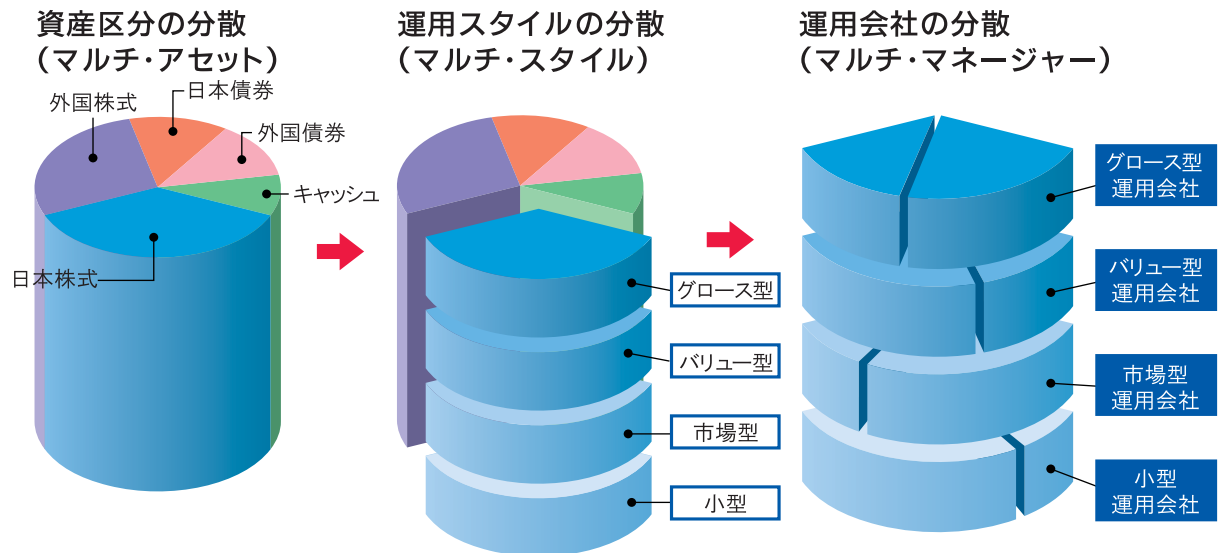 資産区分の分散
（マルチ・アセット）
外国株式
日本債券
外国債券
キャッシュ
日本株式
運用スタイルの分散
（マルチ・スタイル）
グロース型
バリュー型
市場型
小型
運用会社の分散
（マルチ・マネージャー）
グロース型
運用会社
バリュー型
運用会社
市場型
運用会社
小型
運用会社